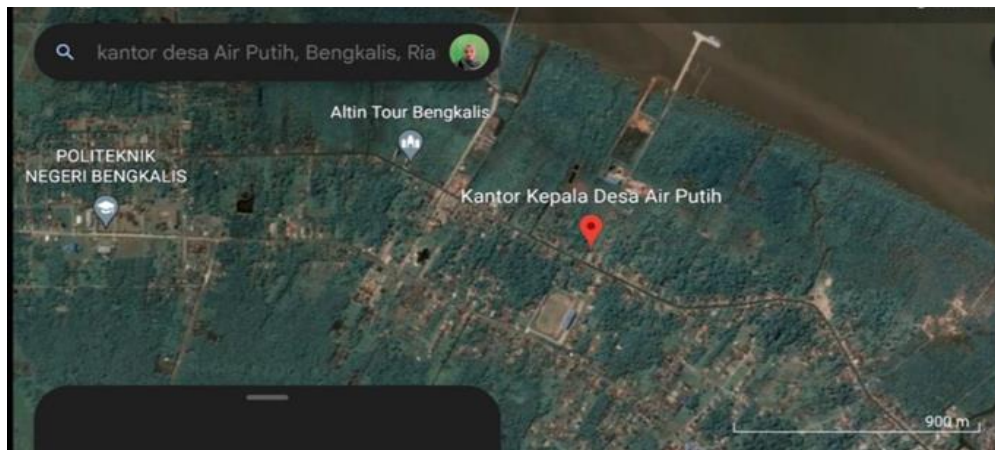 kantor desa Air Putih, Bengkalis, Ria
Altin Tour Bengkalis
POLITEKNIK
NEGERI BENGKALIS
Kantor Kepala Desa Air Putih
900 m